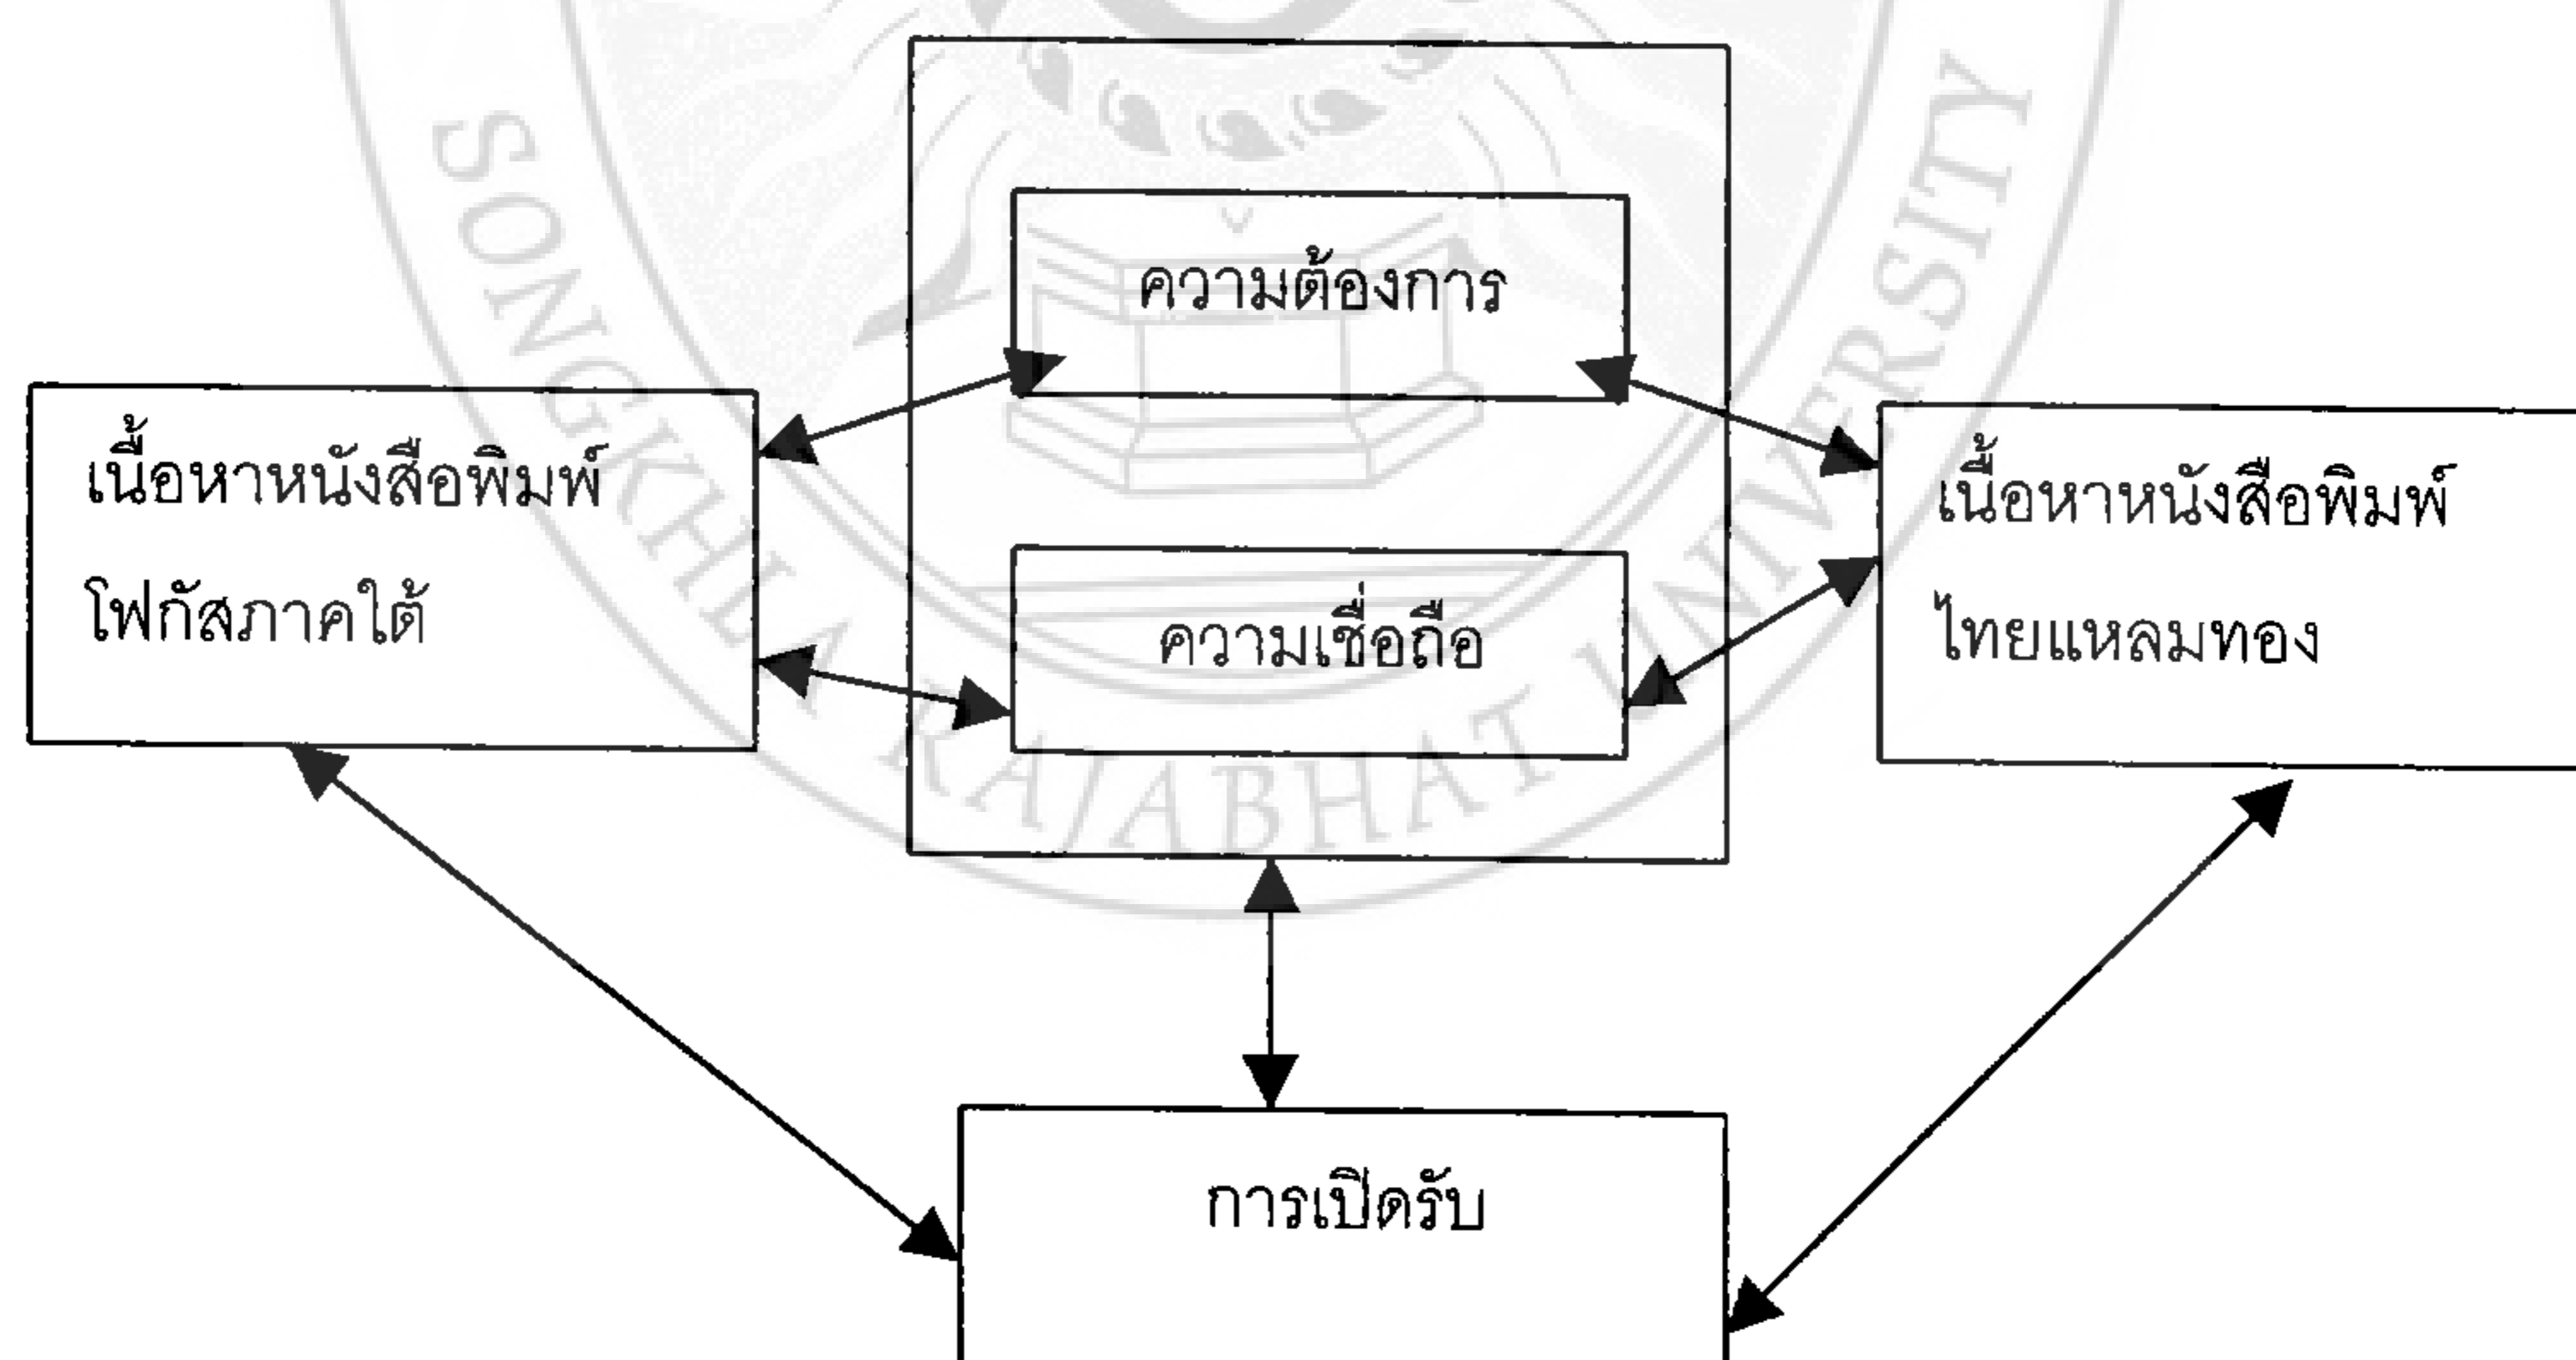 ความต้องการ
เนื้อหาหนังสือพิมพ์
โฟกัสภาคใต้
ความเชื่อถือ
เนื้อหาหนังสือพิมพ์
ไทยแหลมทอง
การเปิดรับ
SONGKHLA RAJABHAT UNIVERSITY